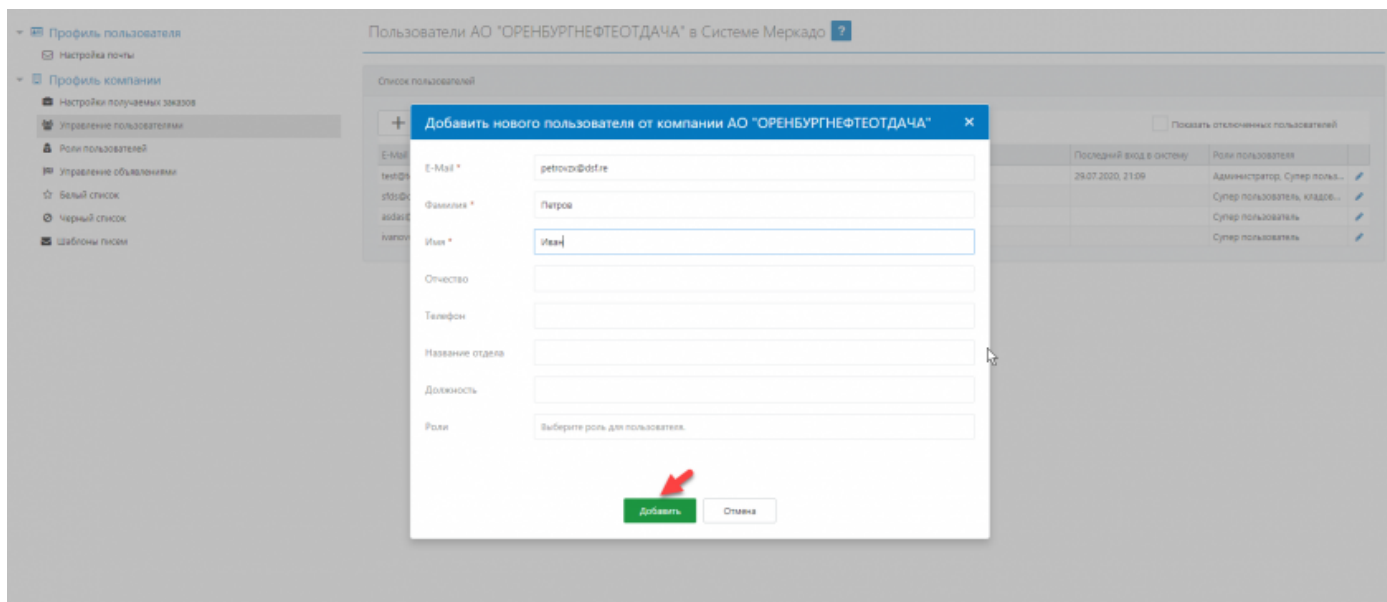 Профиль пользователя
Настройка почты
Профиль компании
Настройки получаемых заказов
Управление пользователями
Роли пользователей
Управление объявлениями
Белый список
Черный список
Шаблоны писем
Пользователи АО "ОРЕНБУРГНЕФТЕОТДАЧА" в Системе Меркадо ?
Список пользователей
Показать отключенных пользователей
E-Mail Последний вход в систему Роли пользователя
29.07.2020, 21:09 Администратор, Супер польз...
Супер пользователь, кладов...
Супер пользователь
Супер пользователь
Добавить нового пользователя от компании АО "ОРЕНБУРГНЕФТЕОТДАЧА" ×
E-Mail * petrovzx@dsf.re
Фамилия * Петров
Имя * Иван
Отчество
Телефон
Название отдела
Должность
Роли Выберите роль для пользователя.
Добавить Отмена